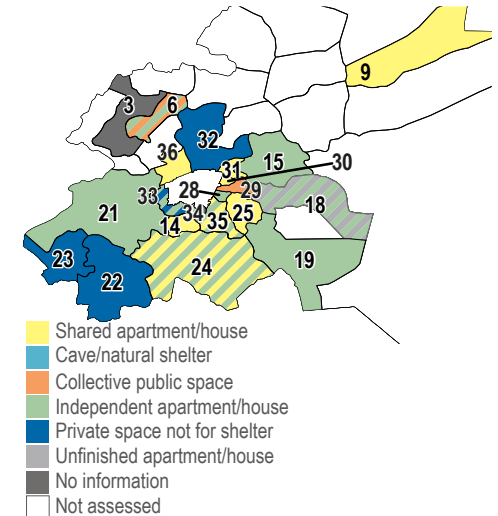 9
3 6
32
36
31 15 30
28 29
33 18
21 34
14 35 25
23 22 24 19
Shared apartment/house
Cave/natural shelter
Collective public space
Independent apartment/house
Private space not for shelter
Unfinished apartment/house
No information
Not assessed